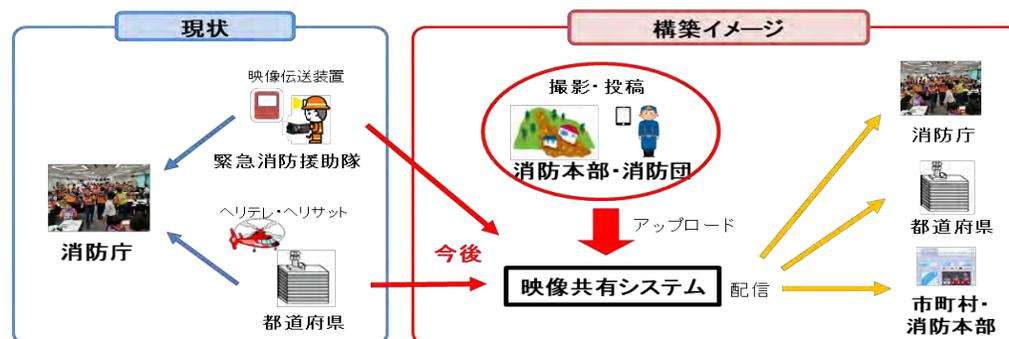 現状
映像伝送装置
緊急消防援助隊
消防庁
ヘリテレ・ヘリサット
都道府県
今後
構築イメージ
撮影・投稿
消防本部・消防団
アップロード
映像共有システム
配信
消防庁
都道府県
市町村・
消防本部